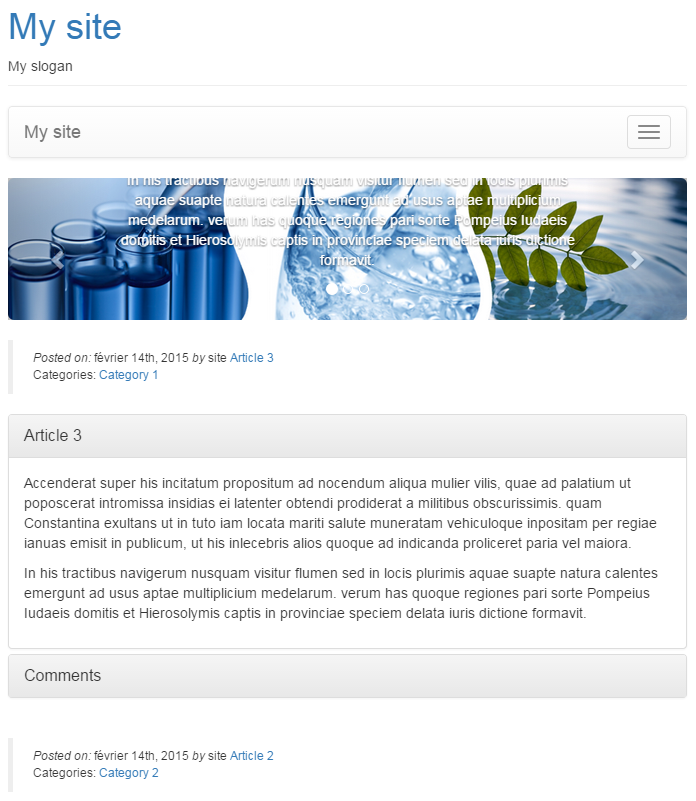 My site
My slogan
My site
In his tractibus navigerum nusquam visitur flumen sed in locis plurimis
aquae suapte natura calentes emergunt ad usus aptae multiplicium
medelarum. verum has quoque regiones pari sorte Pompeius Iudaeis
domitis et Hierosolymis captis in provinciae speciem delata iuris dictione
formavit.
Posted on: février 14th, 2015 by site Article 3
Categories: Category 1
Article 3
Accenderat super his incitatum propositum ad nocendum aliqua mulier vilis, quae ad palatium ut
poposcerat intromissa insidias ei latenter obtendi prodiderat a militibus obscurissimis. quam
Constantina exultans ut in tuto iam locata mariti salute muneratam vehiculoque inpositam per regiae
ianuas emisit in publicum, ut his inlecebris alios quoque ad indicanda proliceret paria vel maiora.
In his tractibus navigerum nusquam visitur flumen sed in locis plurimis aquae suapte natura calentes
emergunt ad usus aptae multiplicium medelarum. verum has quoque regiones pari sorte Pompeius
Iudaeis domitis et Hierosolymis captis in provinciae speciem delata iuris dictione formavit.
Comments
Posted on: février 14th, 2015 by site Article 2
Categories: Category 2